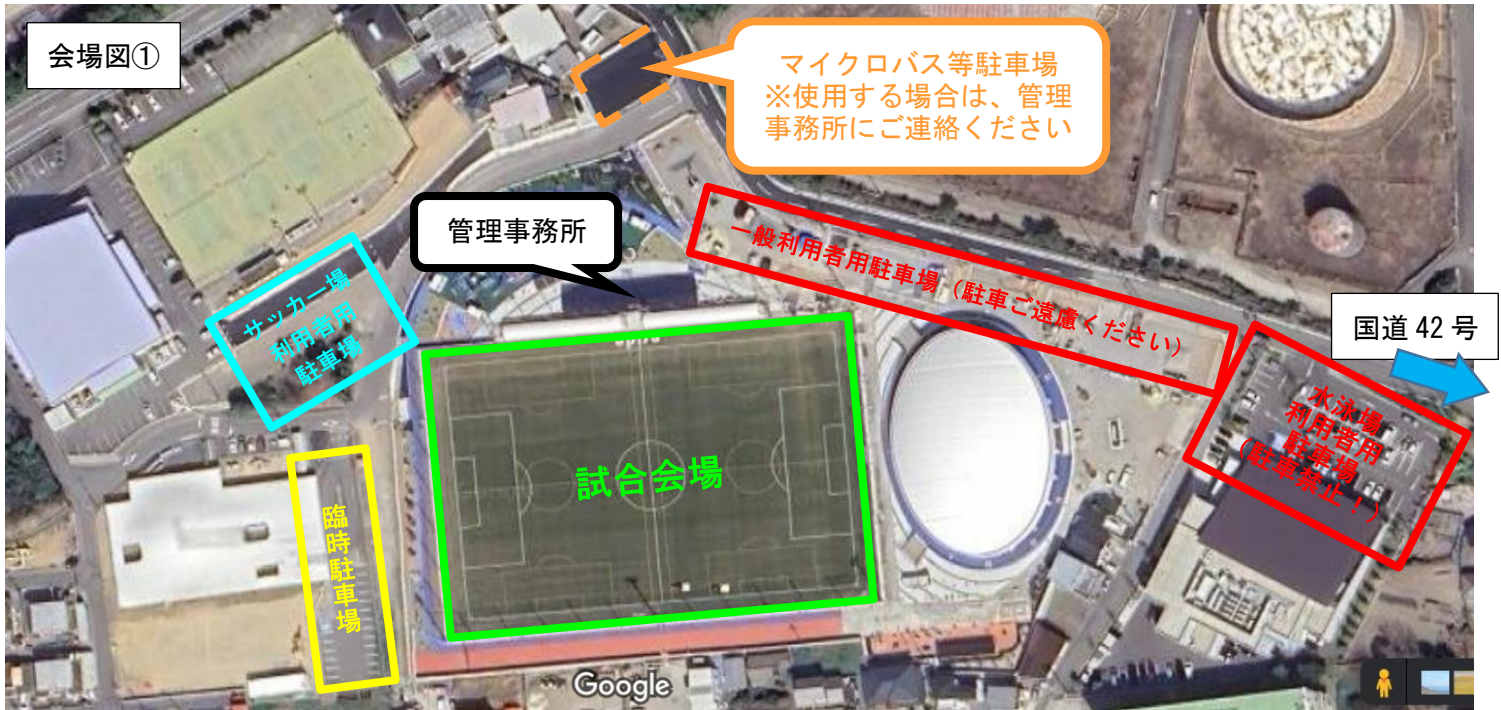 会場図①
マイクロバス等駐車場
※使用する場合は、管理
事務所にご連絡ください
管理事務所
一般利用者用駐車場（駐車ご遠慮ください）
国道 42 号
サッカー場
利用者用
駐車場
水泳場
利用者用
駐車場
（駐車禁止！）
試合会場
臨時駐車場
Google